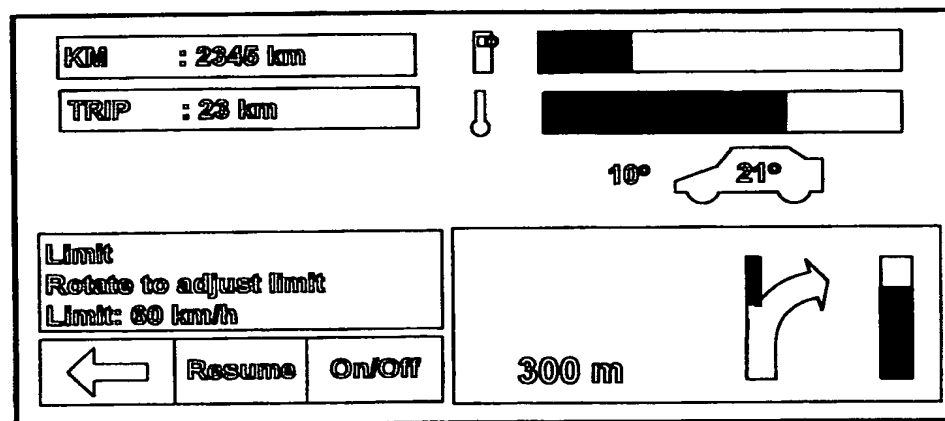 KM : 2345 km
TRIP : 23 km
10° 21°
Limit
Rotate to adjust limit
Limit: 60 km/h
Resume On/Off
300 m